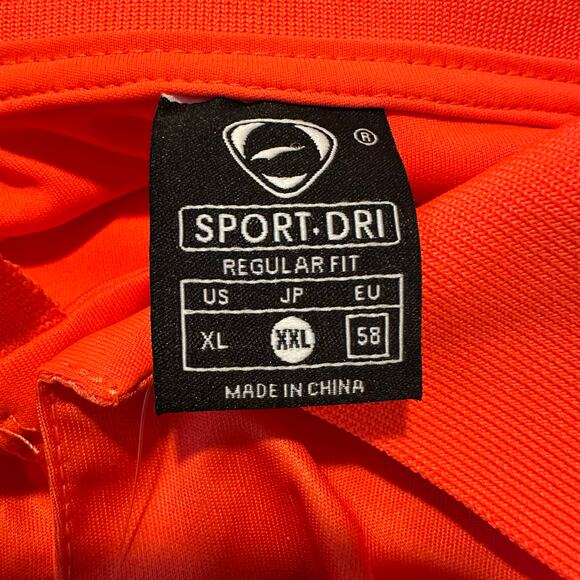 ®
SPORT·DRI
REGULAR FIT
US JP EU
XL XXL 58
MADE IN CHINA